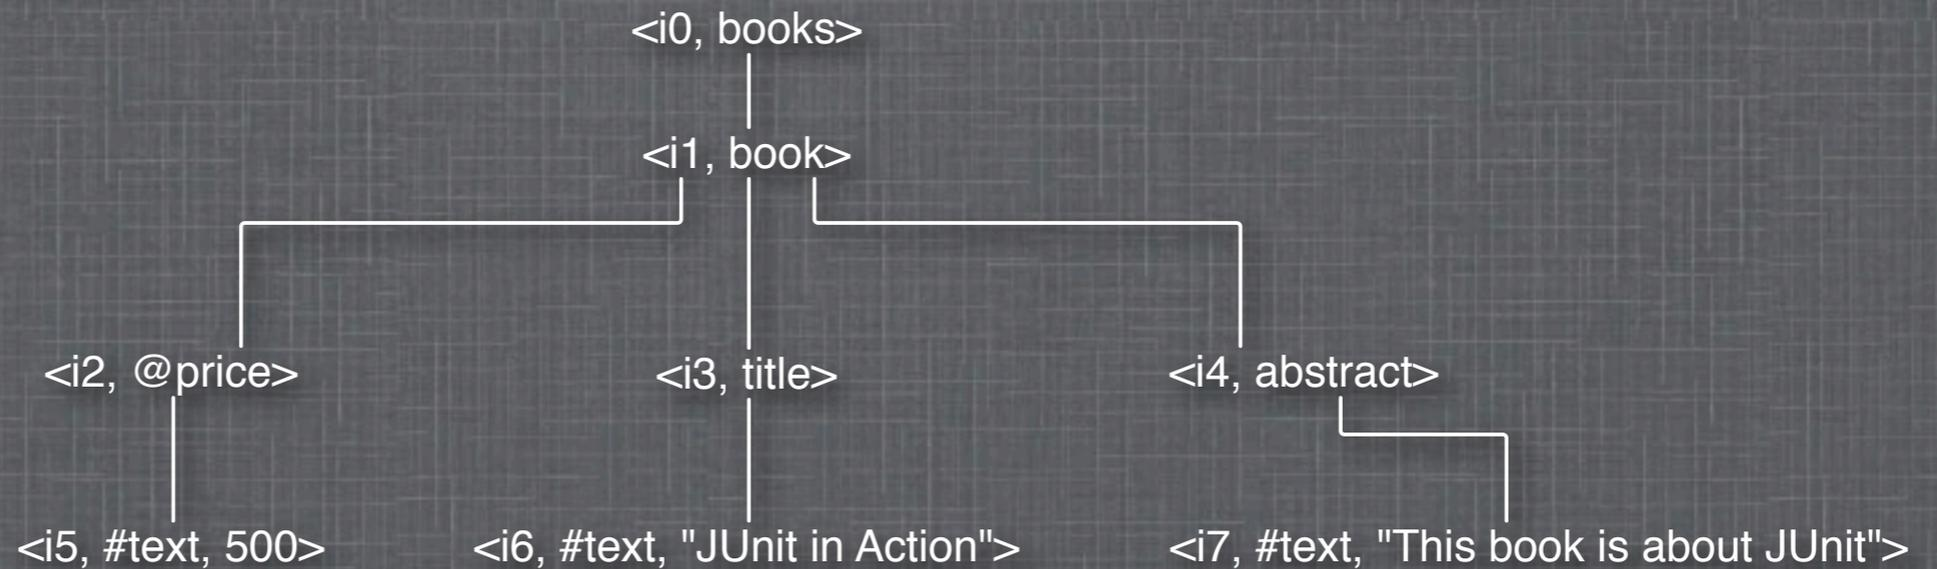 <i0, books>
<i1, book>
<i2, @price> <i3, title> <i4, abstract>
<i5, #text, 500> <i6, #text, "JUnit in Action"> <i7, #text, "This book is about JUnit">